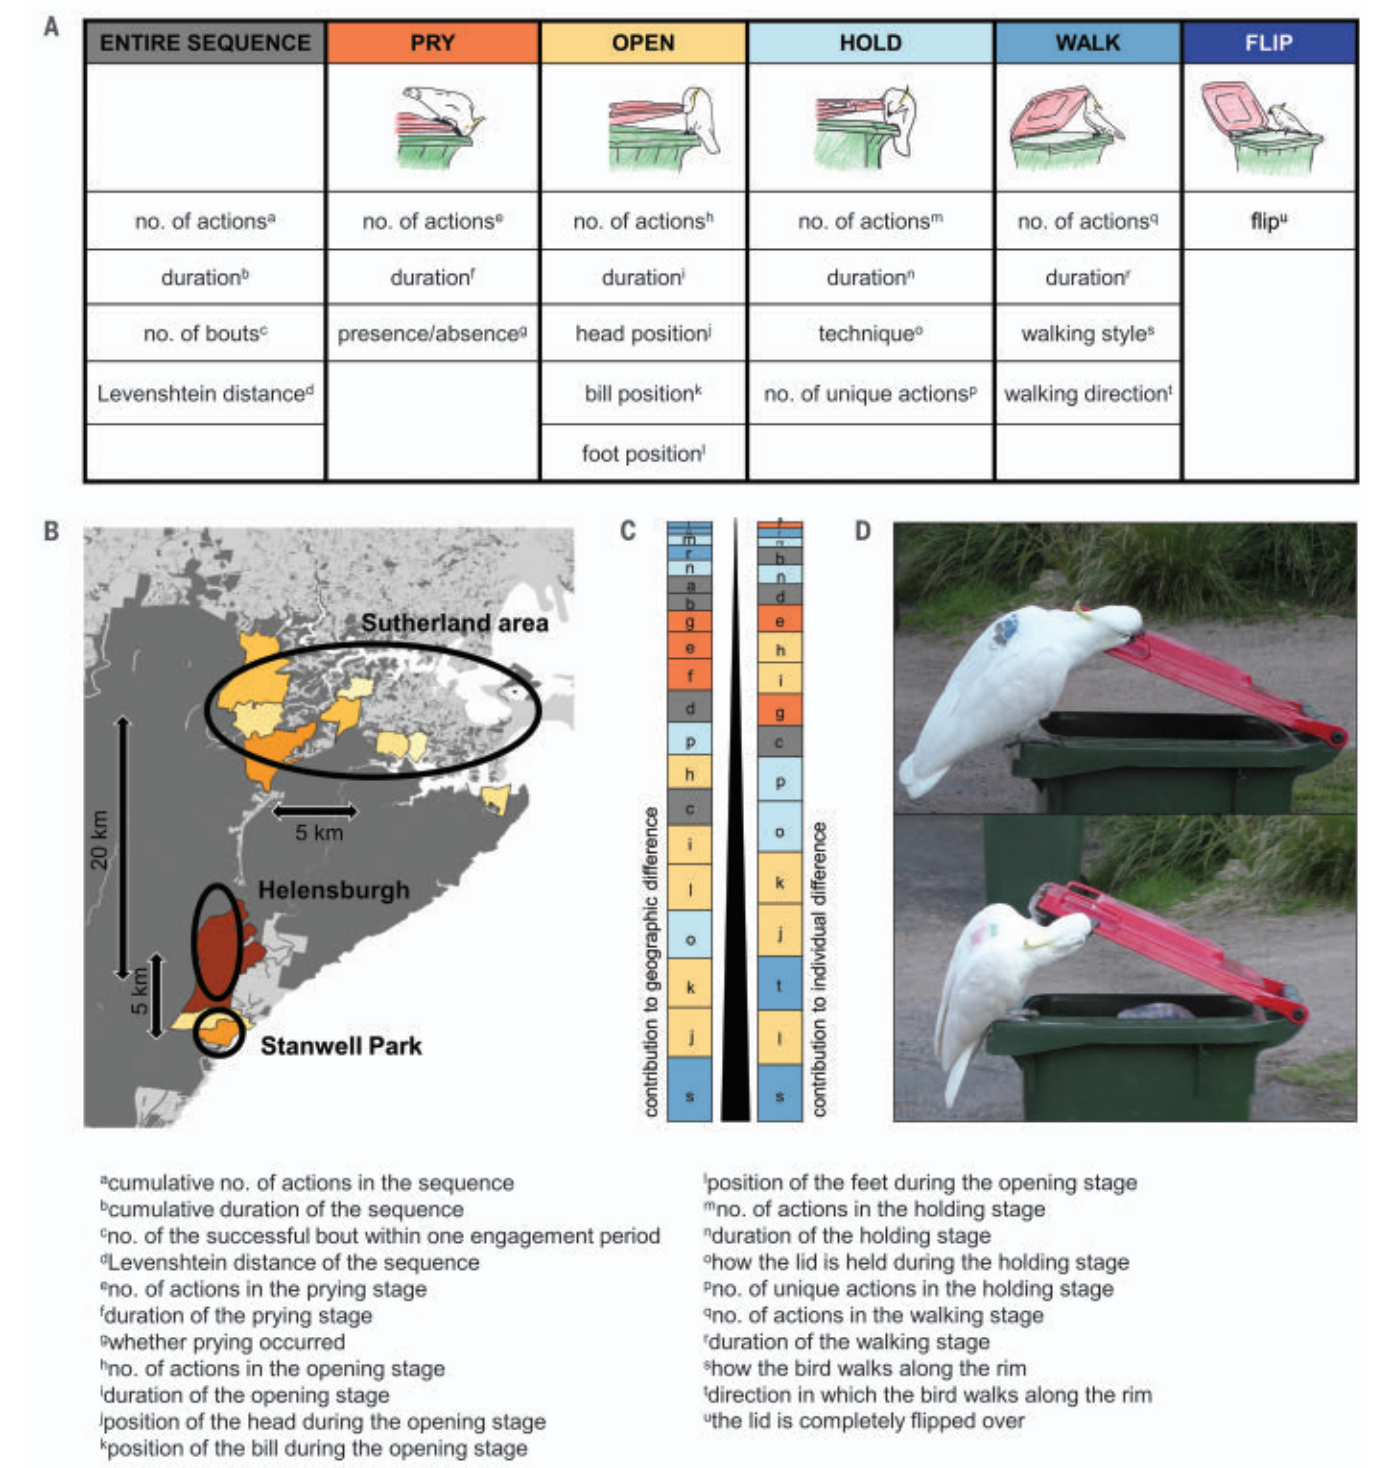 A
ENTIRE SEQUENCE PRY OPEN HOLD WALK FLIP
no. of actionsᵃ no. of actionsᵉ no. of actionsʰ no. of actionsᵐ no. of actions^q flipᵘ
durationᵇ durationᶠ durationⁱ durationⁿ durationʳ
no. of boutsᶜ presence/absenceᵍ head positionʲ techniqueᵒ walking styleˢ
Levenshtein distanceᵈ bill positionᵏ no. of unique actionsᵖ walking directionᵗ
foot positionˡ
B
Sutherland area
20 km
5 km
Helensburgh
5 km
Stanwell Park
C
contribution to geographic difference
m
r
n
a
b
g
e
f
d
p
h
c
i
l
o
k
j
s
b
n
d
e
h
i
g
c
p
o
k
j
t
l
s
contribution to individual difference
D
ᵃcumulative no. of actions in the sequence
ᵇcumulative duration of the sequence
ᶜno. of the successful bout within one engagement period
ᵈLevenshtein distance of the sequence
ᵉno. of actions in the prying stage
ᶠduration of the prying stage
ᵍwhether prying occurred
ʰno. of actions in the opening stage
ⁱduration of the opening stage
ʲposition of the head during the opening stage
ᵏposition of the bill during the opening stage
ˡposition of the feet during the opening stage
ᵐno. of actions in the holding stage
ⁿduration of the holding stage
ᵒhow the lid is held during the holding stage
ᵖno. of unique actions in the holding stage
^qno. of actions in the walking stage
ʳduration of the walking stage
ˢhow the bird walks along the rim
ᵗdirection in which the bird walks along the rim
ᵘthe lid is completely flipped over